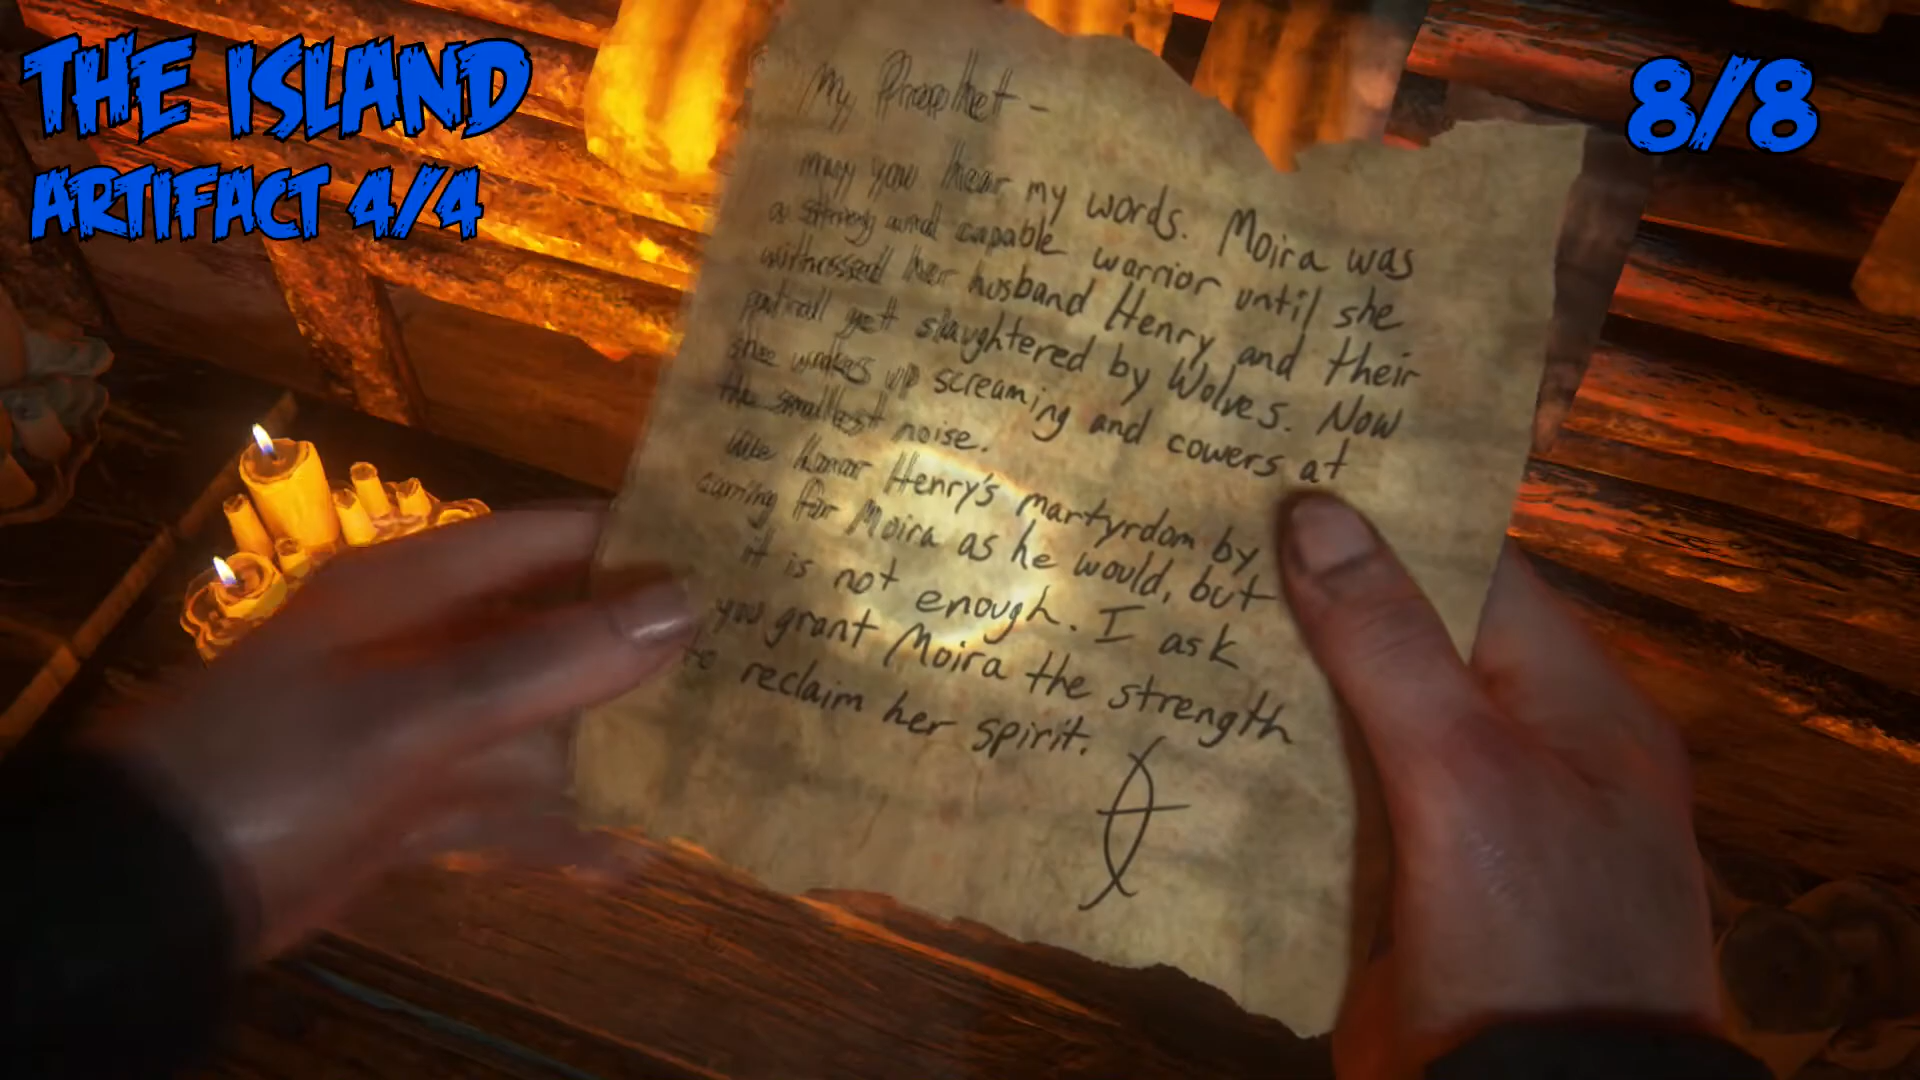 THE ISLAND
ARTIFACT 4/4
8/8
My Prophet -
may you hear my words. Moira was
a strong and capable warrior until she
witnessed her husband Henry and their
patrol get slaughtered by Wolves. Now
she wakes up screaming and cowers at
the smallest noise.
We honor Henry's martyrdom by
caring for Moira as he would, but
it is not enough. I ask
you grant Moira the strength
to reclaim her spirit.